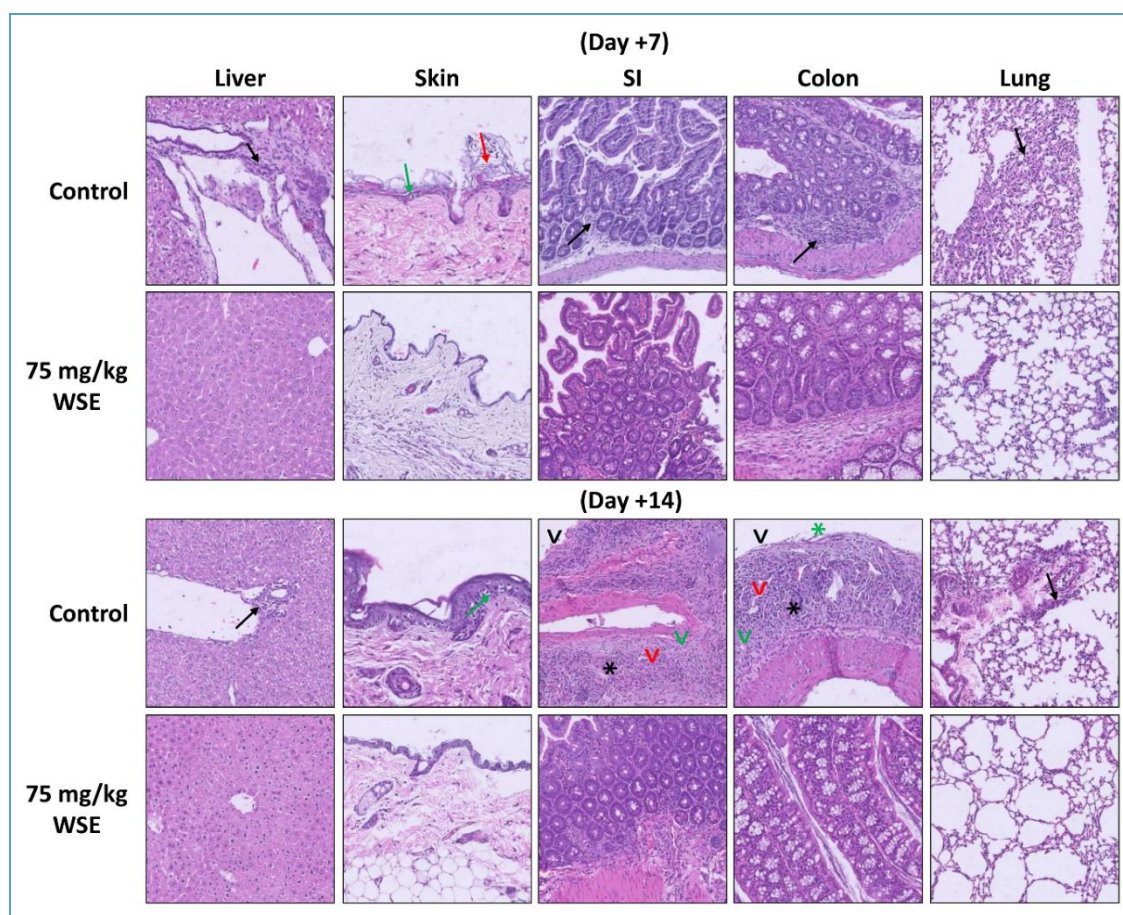 (Day +7)
Liver Skin SI Colon Lung
Control
75 mg/kg
WSE
(Day +14)
Control
75 mg/kg
WSE